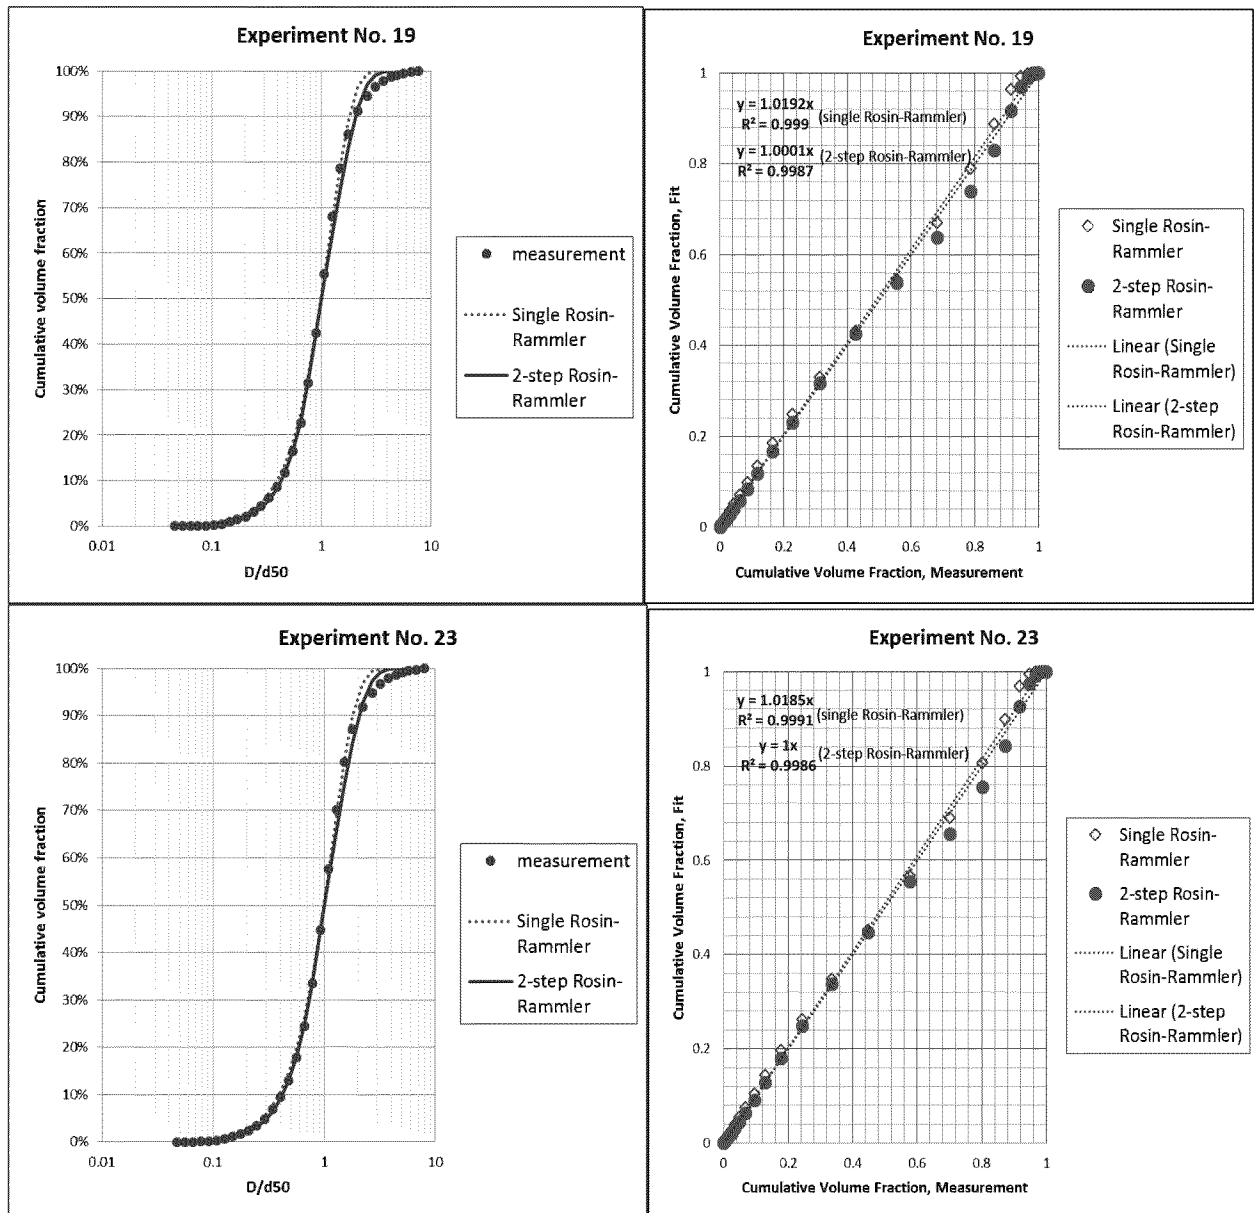 Experiment No. 19
100%
90%
80%
70%
60%
50%
40%
30%
20%
10%
0%
0.01
0.1
1
10
Cumulative volume fraction
D/d50
measurement
Single Rosin-
Rammler
2-step Rosin-
Rammler
Experiment No. 19
1
0.8
0.6
0.4
0.2
0
0
0.2
0.4
0.6
0.8
1
Cumulative Volume Fraction, Fit
Cumulative Volume Fraction, Measurement
y = 1.0192x
R² = 0.999 (single Rosin-Rammler)
y = 1.0001x (2-step Rosin-Rammler)
R² = 0.9987
Single Rosin-
Rammler
2-step Rosin-
Rammler
Linear (Single
Rosin-Rammler)
Linear (2-step
Rosin-Rammler)
Experiment No. 23
100%
90%
80%
70%
60%
50%
40%
30%
20%
10%
0%
0.01
0.1
1
10
Cumulative volume fraction
D/d50
measurement
Single Rosin-
Rammler
2-step Rosin-
Rammler
Experiment No. 23
1
0.8
0.6
0.4
0.2
0
0
0.2
0.4
0.6
0.8
1
Cumulative Volume Fraction, Fit
Cumulative Volume Fraction, Measurement
y = 1.0185x
R² = 0.9991 (single Rosin-Rammler)
y = 1x (2-step Rosin-Rammler)
R² = 0.9986
Single Rosin-
Rammler
2-step Rosin-
Rammler
Linear (Single
Rosin-Rammler)
Linear (2-step
Rosin-Rammler)